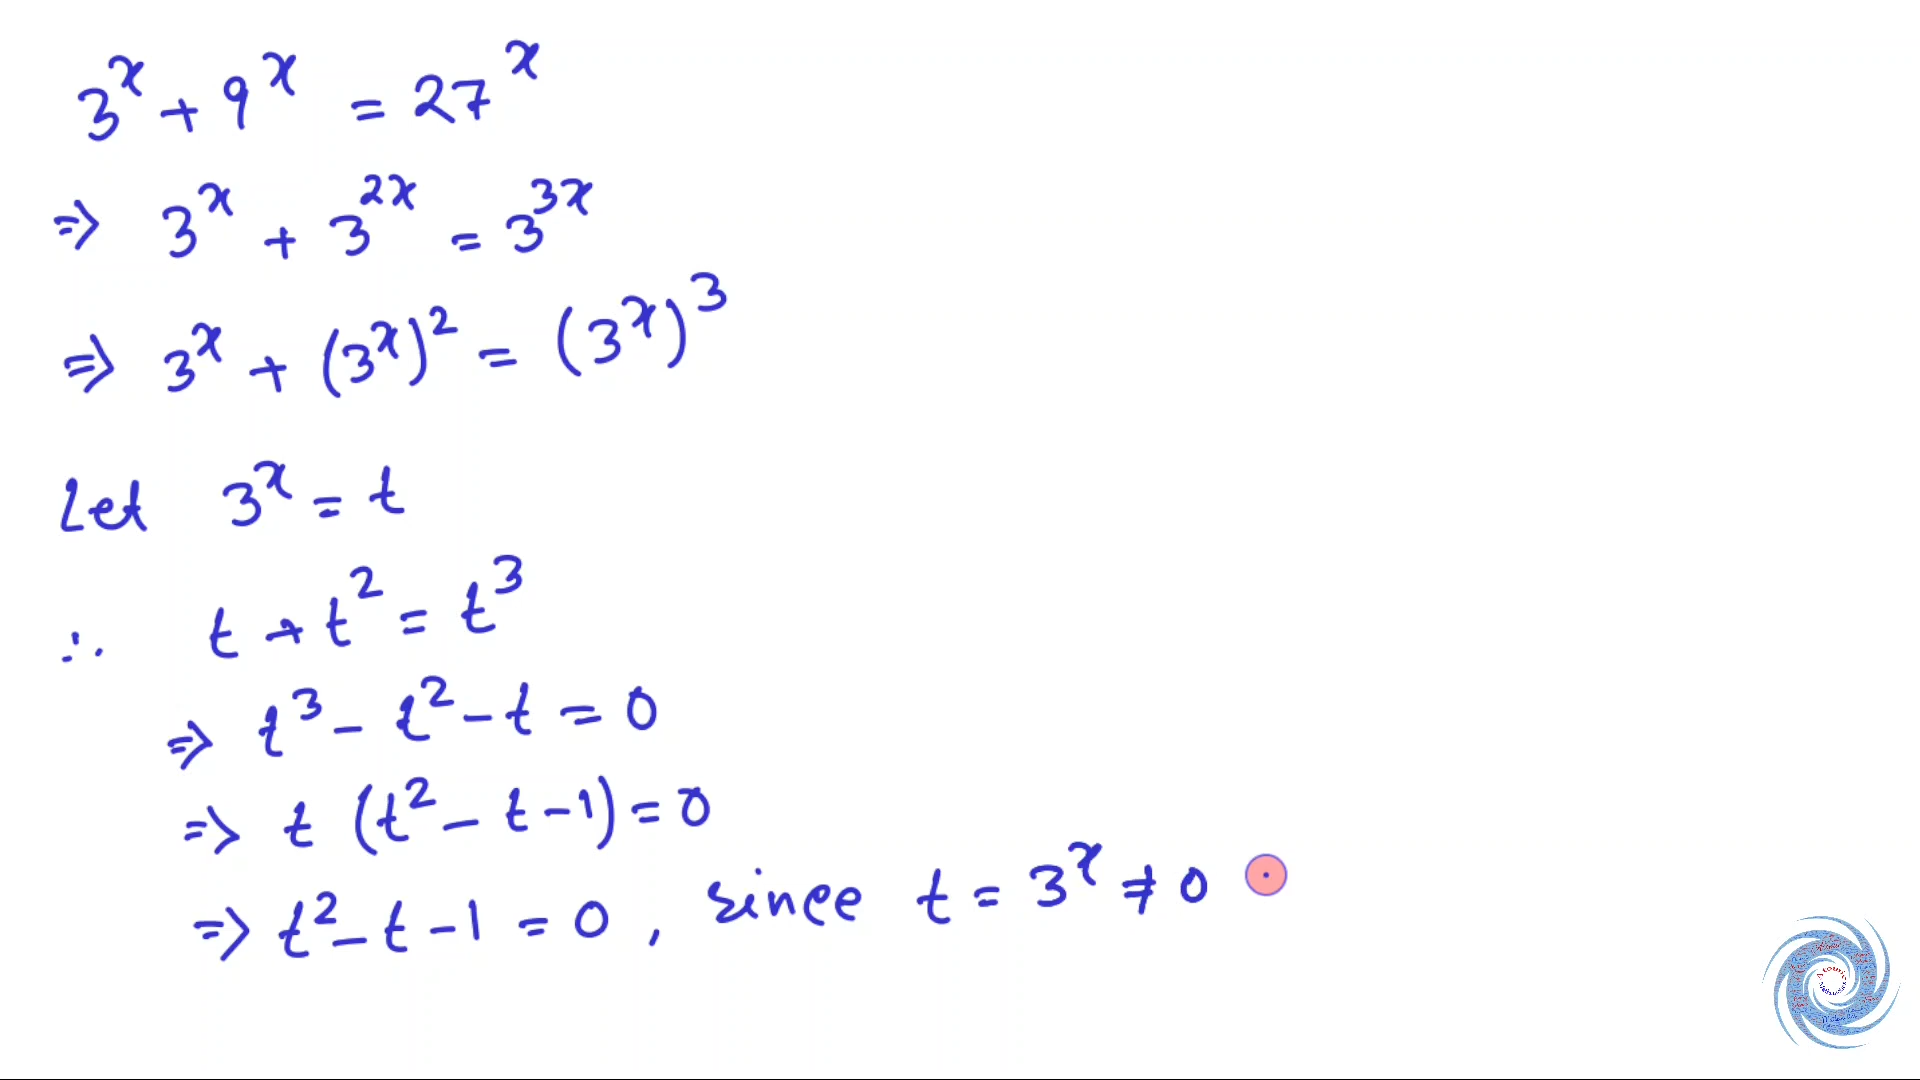 3^x + 9^x = 27^x
⇒ 3^x + 3^2x = 3^3x
⇒ 3^x + (3^x)^2 = (3^x)^3
Let 3^x = t
∴ t + t^2 = t^3
⇒ t^3 - t^2 - t = 0
⇒ t (t^2 - t - 1) = 0
⇒ t^2 - t - 1 = 0 , since t = 3^x ≠ 0